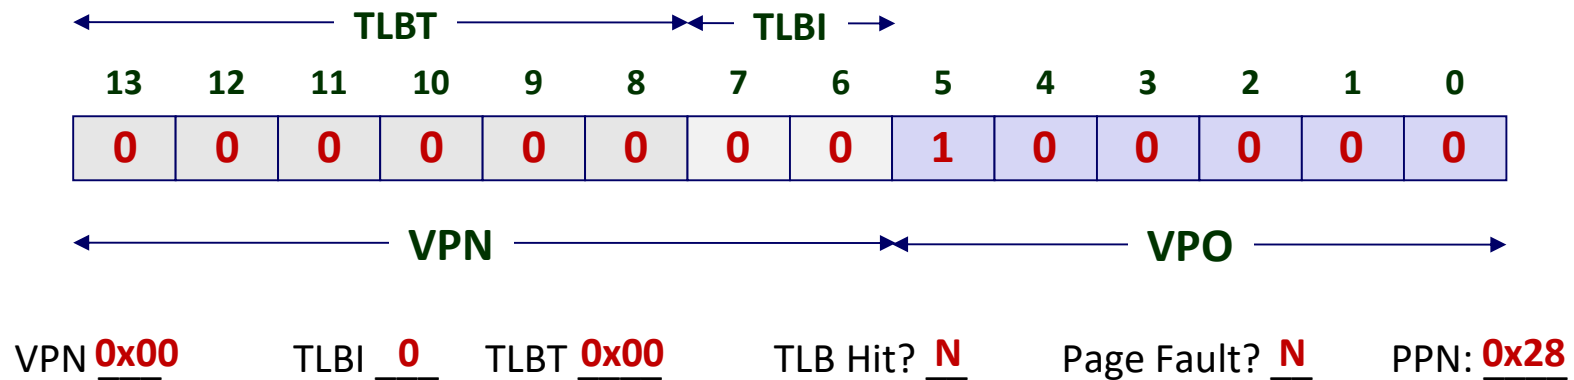 TLBT TLBI
13 12 11 10 9 8 7 6 5 4 3 2 1 0
0 0 0 0 0 0 0 0 1 0 0 0 0 0
VPN VPO
VPN 0x00 TLBI 0 TLBT 0x00 TLB Hit? N Page Fault? N PPN: 0x28